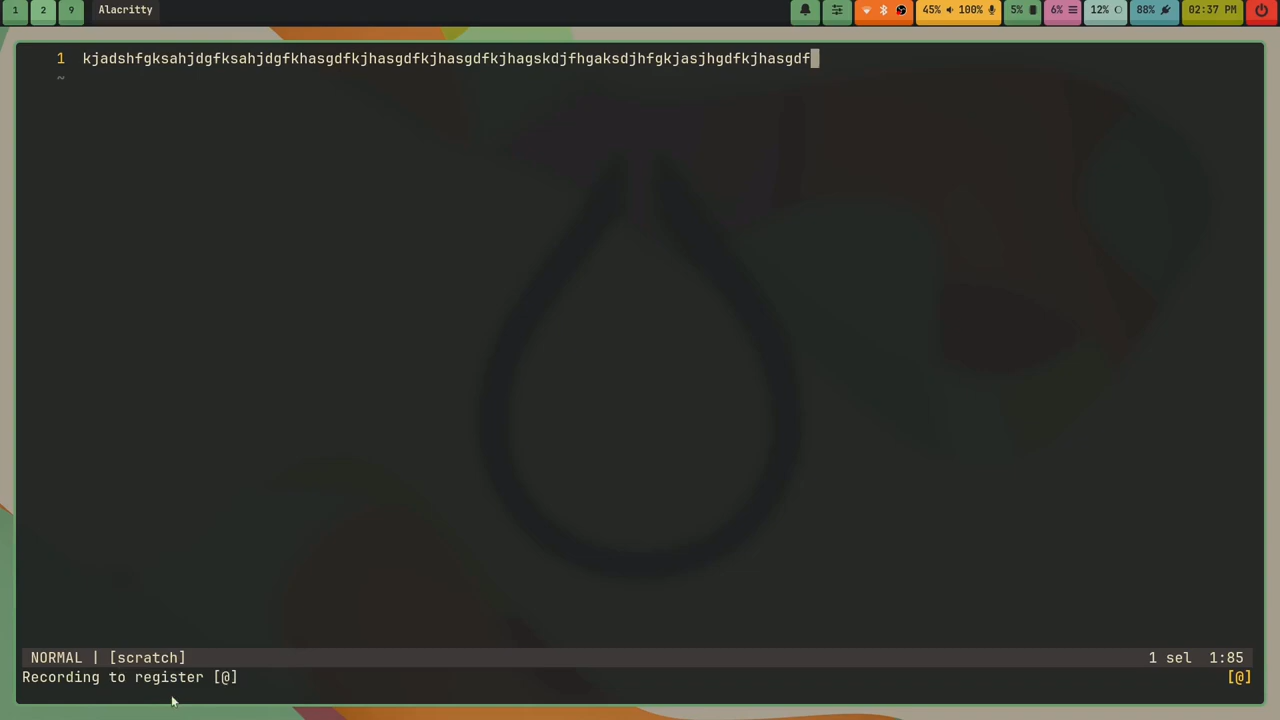 1 2 9 Alacritty 45% 100% 5% 6% 12% 88% 02:37 PM
1 kjadshfgksahjdgfksahjdgfkhasgdfkjhasgdfkjhasgdfkjhagskdjfhgaksdjhfgkjasjhgdfkjhasgdf
~
NORMAL | [scratch] 1 sel 1:85
Recording to register [@] [@]